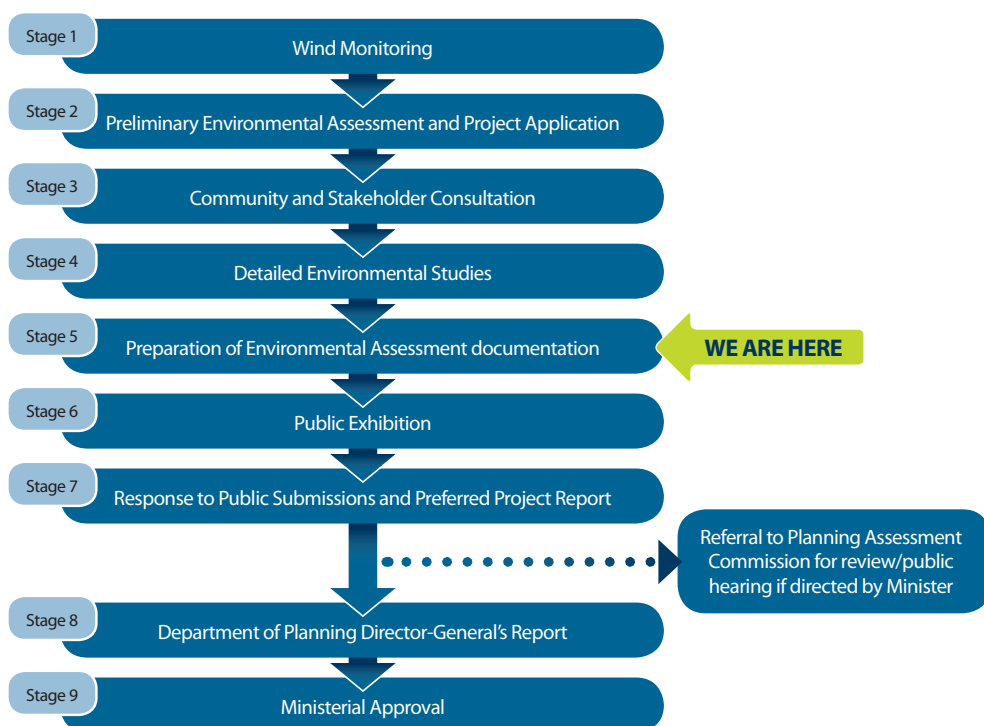 Stage 1
Wind Monitoring
Stage 2
Preliminary Environmental Assessment and Project Application
Stage 3
Community and Stakeholder Consultation
Stage 4
Detailed Environmental Studies
Stage 5
Preparation of Environmental Assessment documentation
WE ARE HERE
Stage 6
Public Exhibition
Stage 7
Response to Public Submissions and Preferred Project Report
Referral to Planning Assessment
Commission for review/public
hearing if directed by Minister
Stage 8
Department of Planning Director-General’s Report
Stage 9
Ministerial Approval